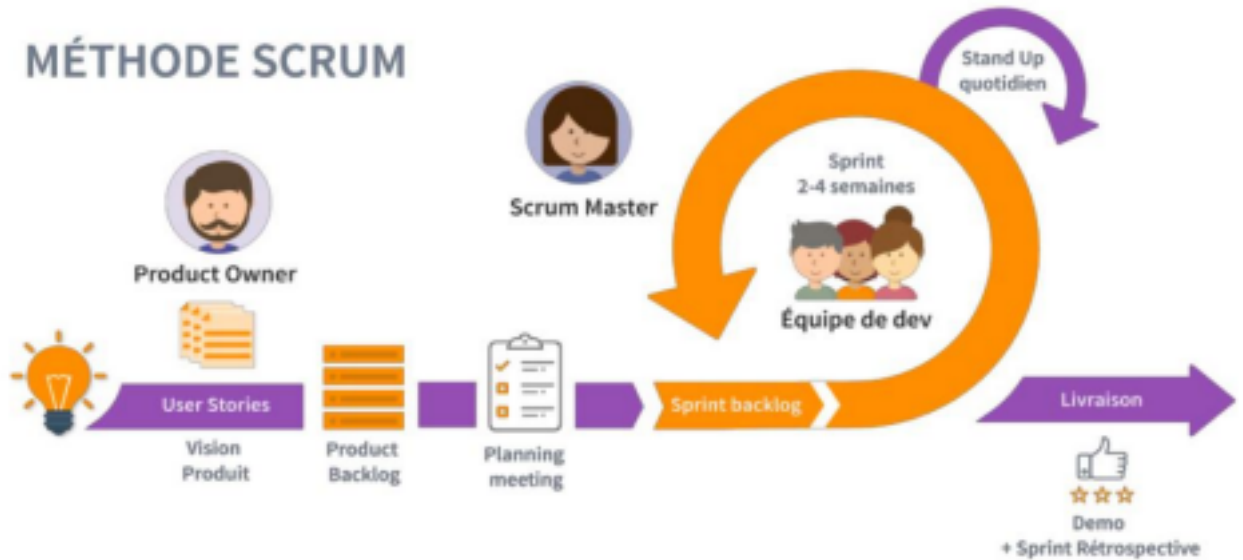 MÉTHODE SCRUM
Stand Up
quotidien
Sprint
2-4 semaines
Scrum Master
Product Owner
Équipe de dev
User Stories
Sprint backlog
Livraison
Vision
Produit
Product
Backlog
Planning
meeting
Demo
+ Sprint Rétrospective